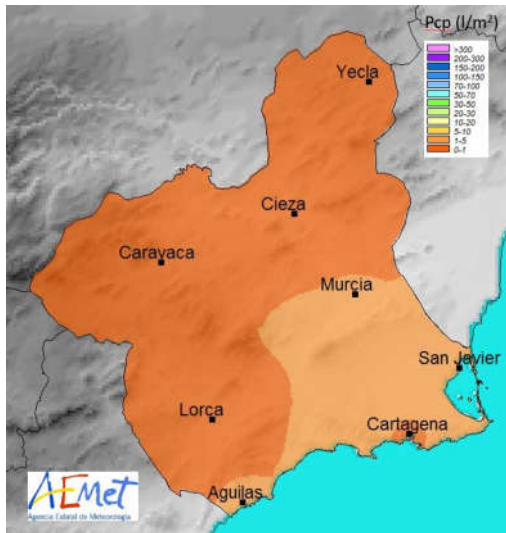 Pcp (l/m²)
>300
200-300
150-200
100-150
70-100
50-70
30-50
20-30
10-20
5-10
1-5
0-1
Yecla
Cieza
Caravaca
Murcia
San Javier
Lorca
Cartagena
Aguilas
AEmet
Agencia Estatal de Meteorología